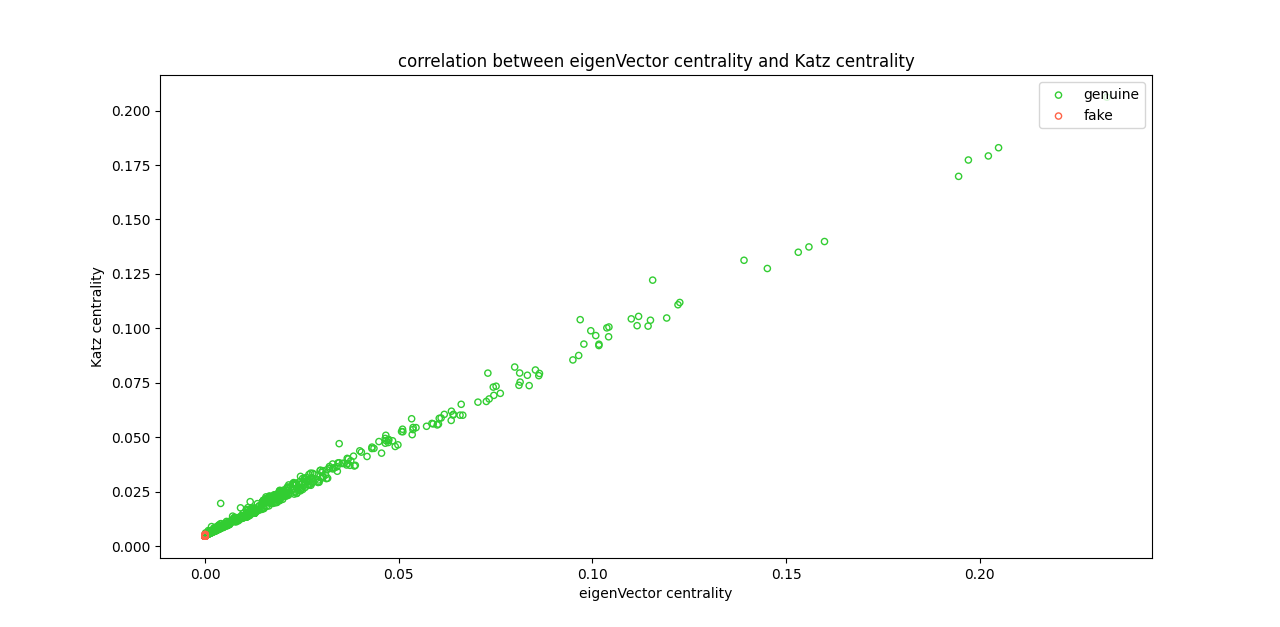 correlation between eigenVector centrality and Katz centrality
genuine
fake
0.200
0.175
0.150
0.125
0.100
0.075
0.050
0.025
0.000
Katz centrality
0.00 0.05 0.10 0.15 0.20
eigenVector centrality